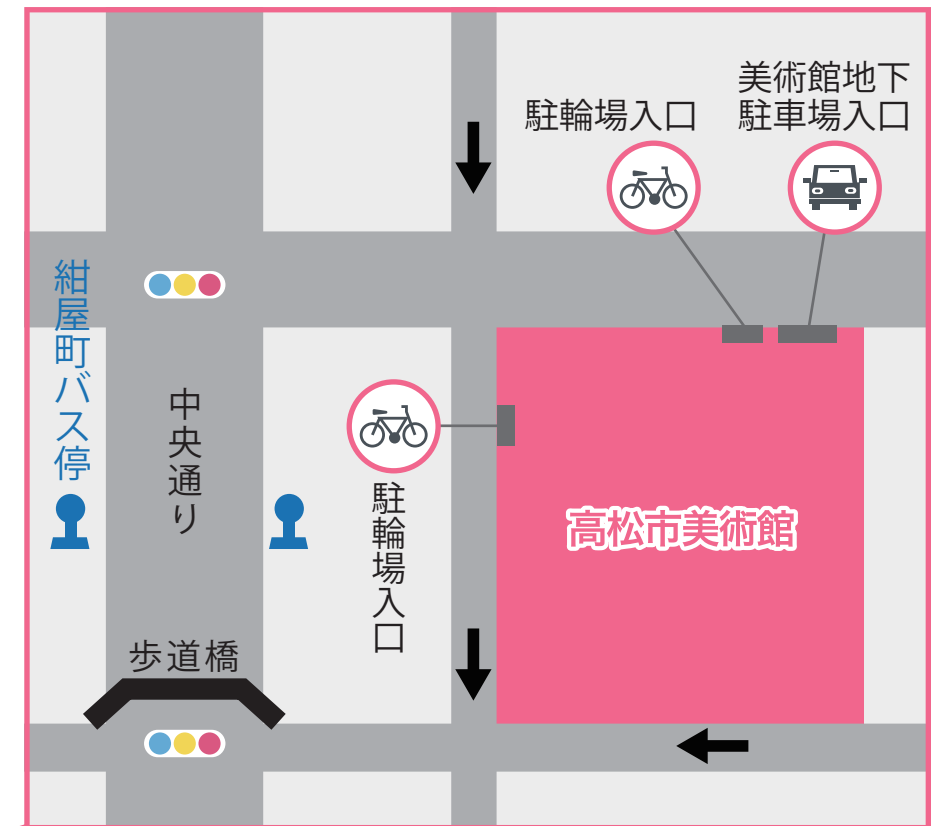 美術館地下
駐車場入口
駐輪場入口
紺屋町バス停
中央通り
駐輪場入口
高松市美術館
歩道橋